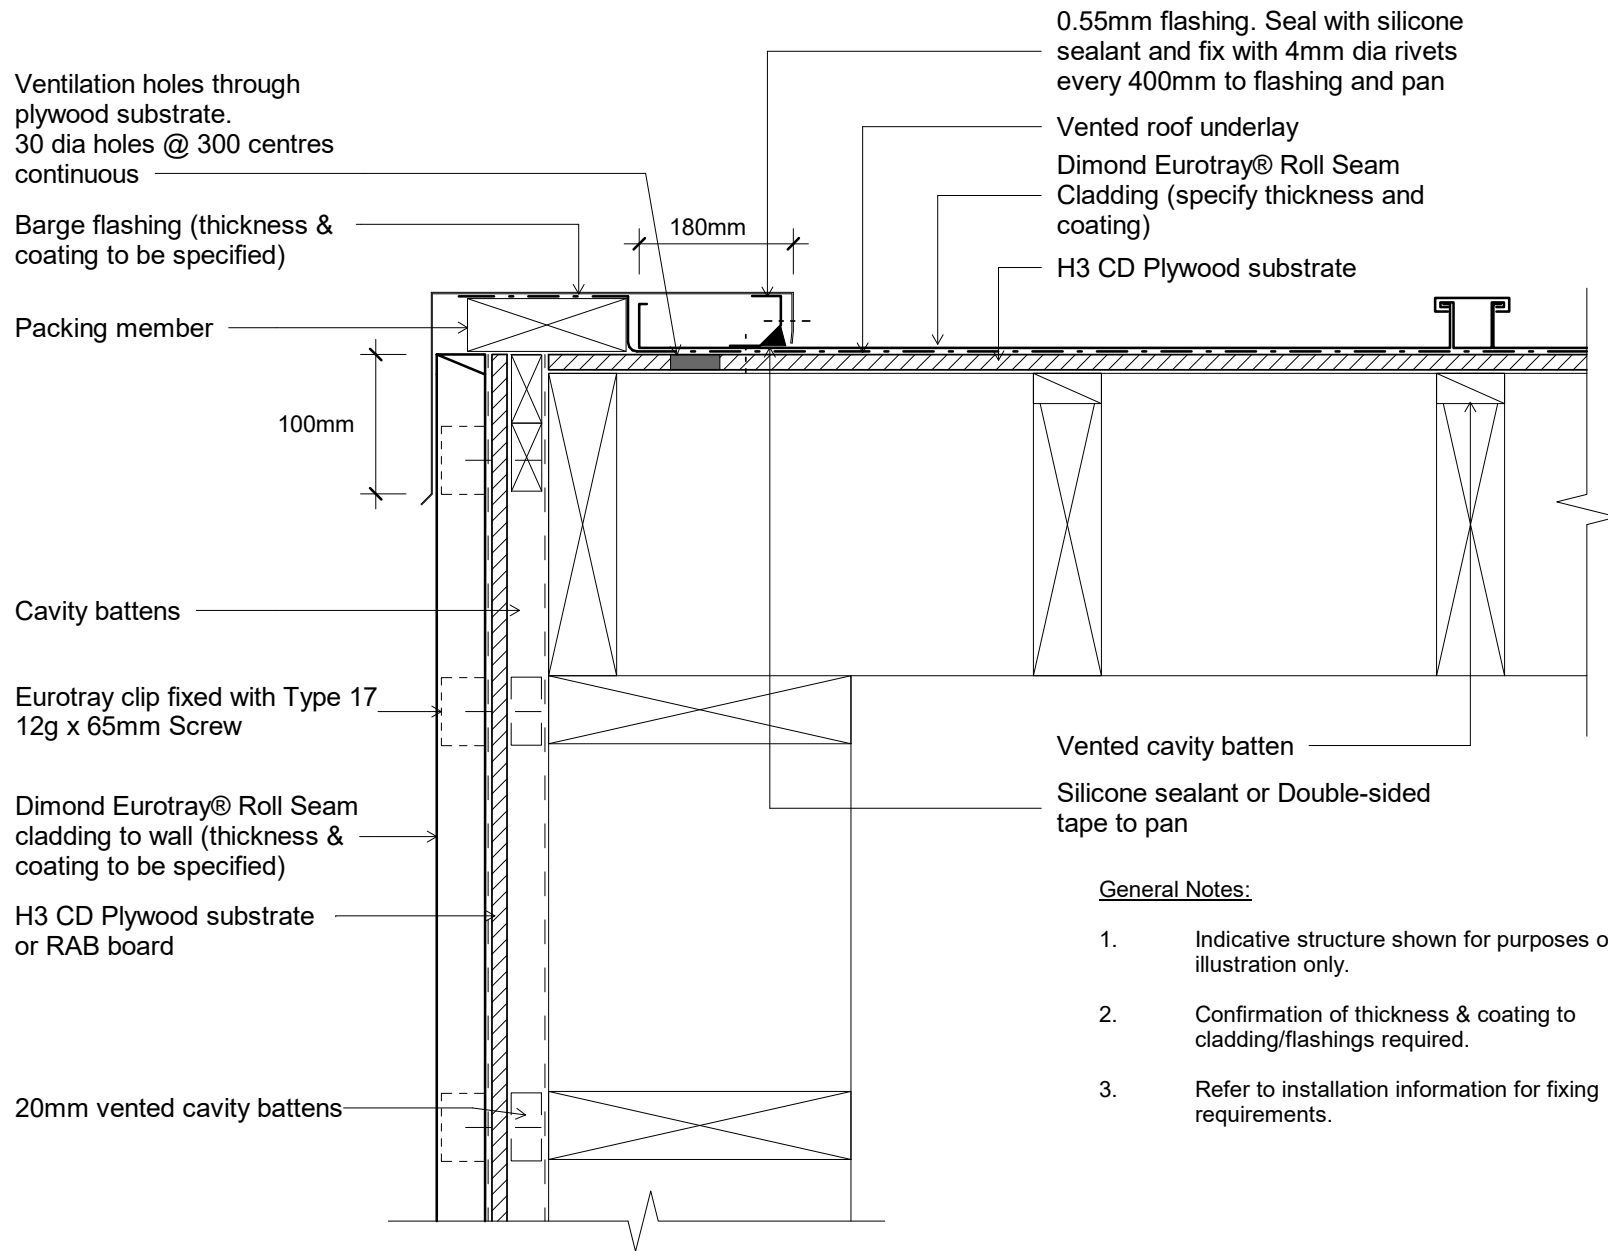 Ventilation holes through
plywood substrate.
30 dia holes @ 300 centres
continuous
Barge flashing (thickness &
coating to be specified)
Packing member
100mm
Cavity battens
Eurotray clip fixed with Type 17
12g x 65mm Screw
Dimond Eurotray® Roll Seam
cladding to wall (thickness &
coating to be specified)
H3 CD Plywood substrate
or RAB board
20mm vented cavity battens
180mm
0.55mm flashing. Seal with silicone
sealant and fix with 4mm dia rivets
every 400mm to flashing and pan
Vented roof underlay
Dimond Eurotray® Roll Seam
Cladding (specify thickness and
coating)
H3 CD Plywood substrate
Vented cavity batten
Silicone sealant or Double-sided
tape to pan
General Notes:
1. Indicative structure shown for purposes o
illustration only.
2. Confirmation of thickness & coating to
cladding/flashings required.
3. Refer to installation information for fixing
requirements.